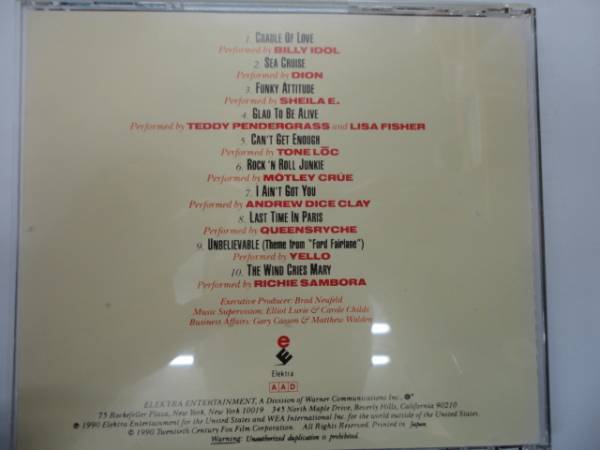 1. CRADLE OF LOVE
Performed by BILLY IDOL
2. SEA CRUISE
Performed by DION
3. FUNKY ATTITUDE
Performed by SHEILA E.
4. GLAD TO BE ALIVE
Performed by TEDDY PENDERGRASS and LISA FISHER
5. CAN'T GET ENOUGH
Performed by TONE LŌC
6. ROCK 'N ROLL JUNKIE
Performed by MÖTLEY CRÜE
7. I AIN'T GOT YOU
Performed by ANDREW DICE CLAY
8. LAST TIME IN PARIS
Performed by QUEENSRYCHE
9. UNBELIEVABLE (Theme from "Ford Fairlane")
Performed by YELLO
10. THE WIND CRIES MARY
Performed by RICHIE SAMBORA
Executive Producer: Brad Neufeld
Music Supervision: Elliot Lurie & Carole Childs
Business Affairs: Gary Casson & Matthew Walden
e
Elektra
AAD
ELEKTRA ENTERTAINMENT, A Division of Warner Communications Inc., ®*
75 Rockefeller Plaza, New York, New York 10019 345 North Maple Drive, Beverly Hills, California 90210
℗ 1990 Elektra Entertainment for the United States and WEA International Inc. for the world outside of the United States.
© 1990 Twentieth Century Fox Film Corporation. All Rights Reserved. Printed in Japan
Warning: Unauthorized duplication is prohibited.